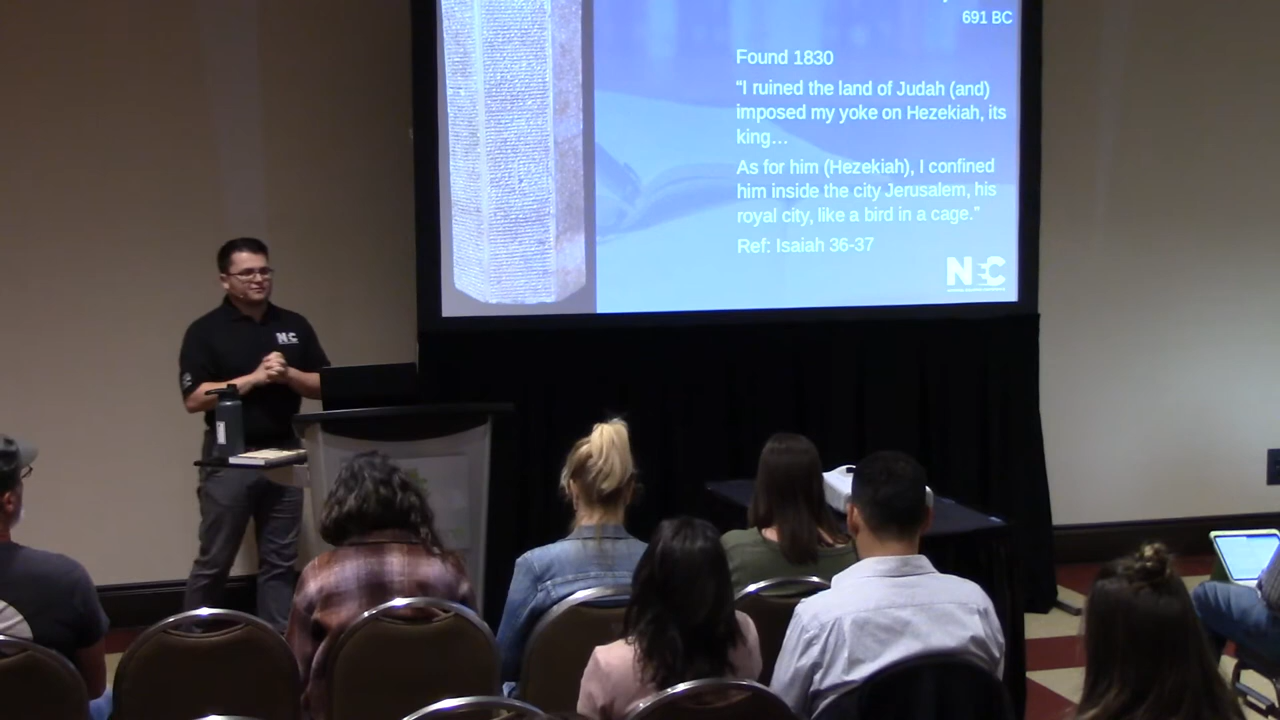 691 BC
Found 1830
"I ruined the land of Judah (and)
imposed my yoke on Hezekiah, its
king...
As for him (Hezekiah), I confined
him inside the city Jerusalem, his
royal city, like a bird in a cage."
Ref: Isaiah 36-37
NEC